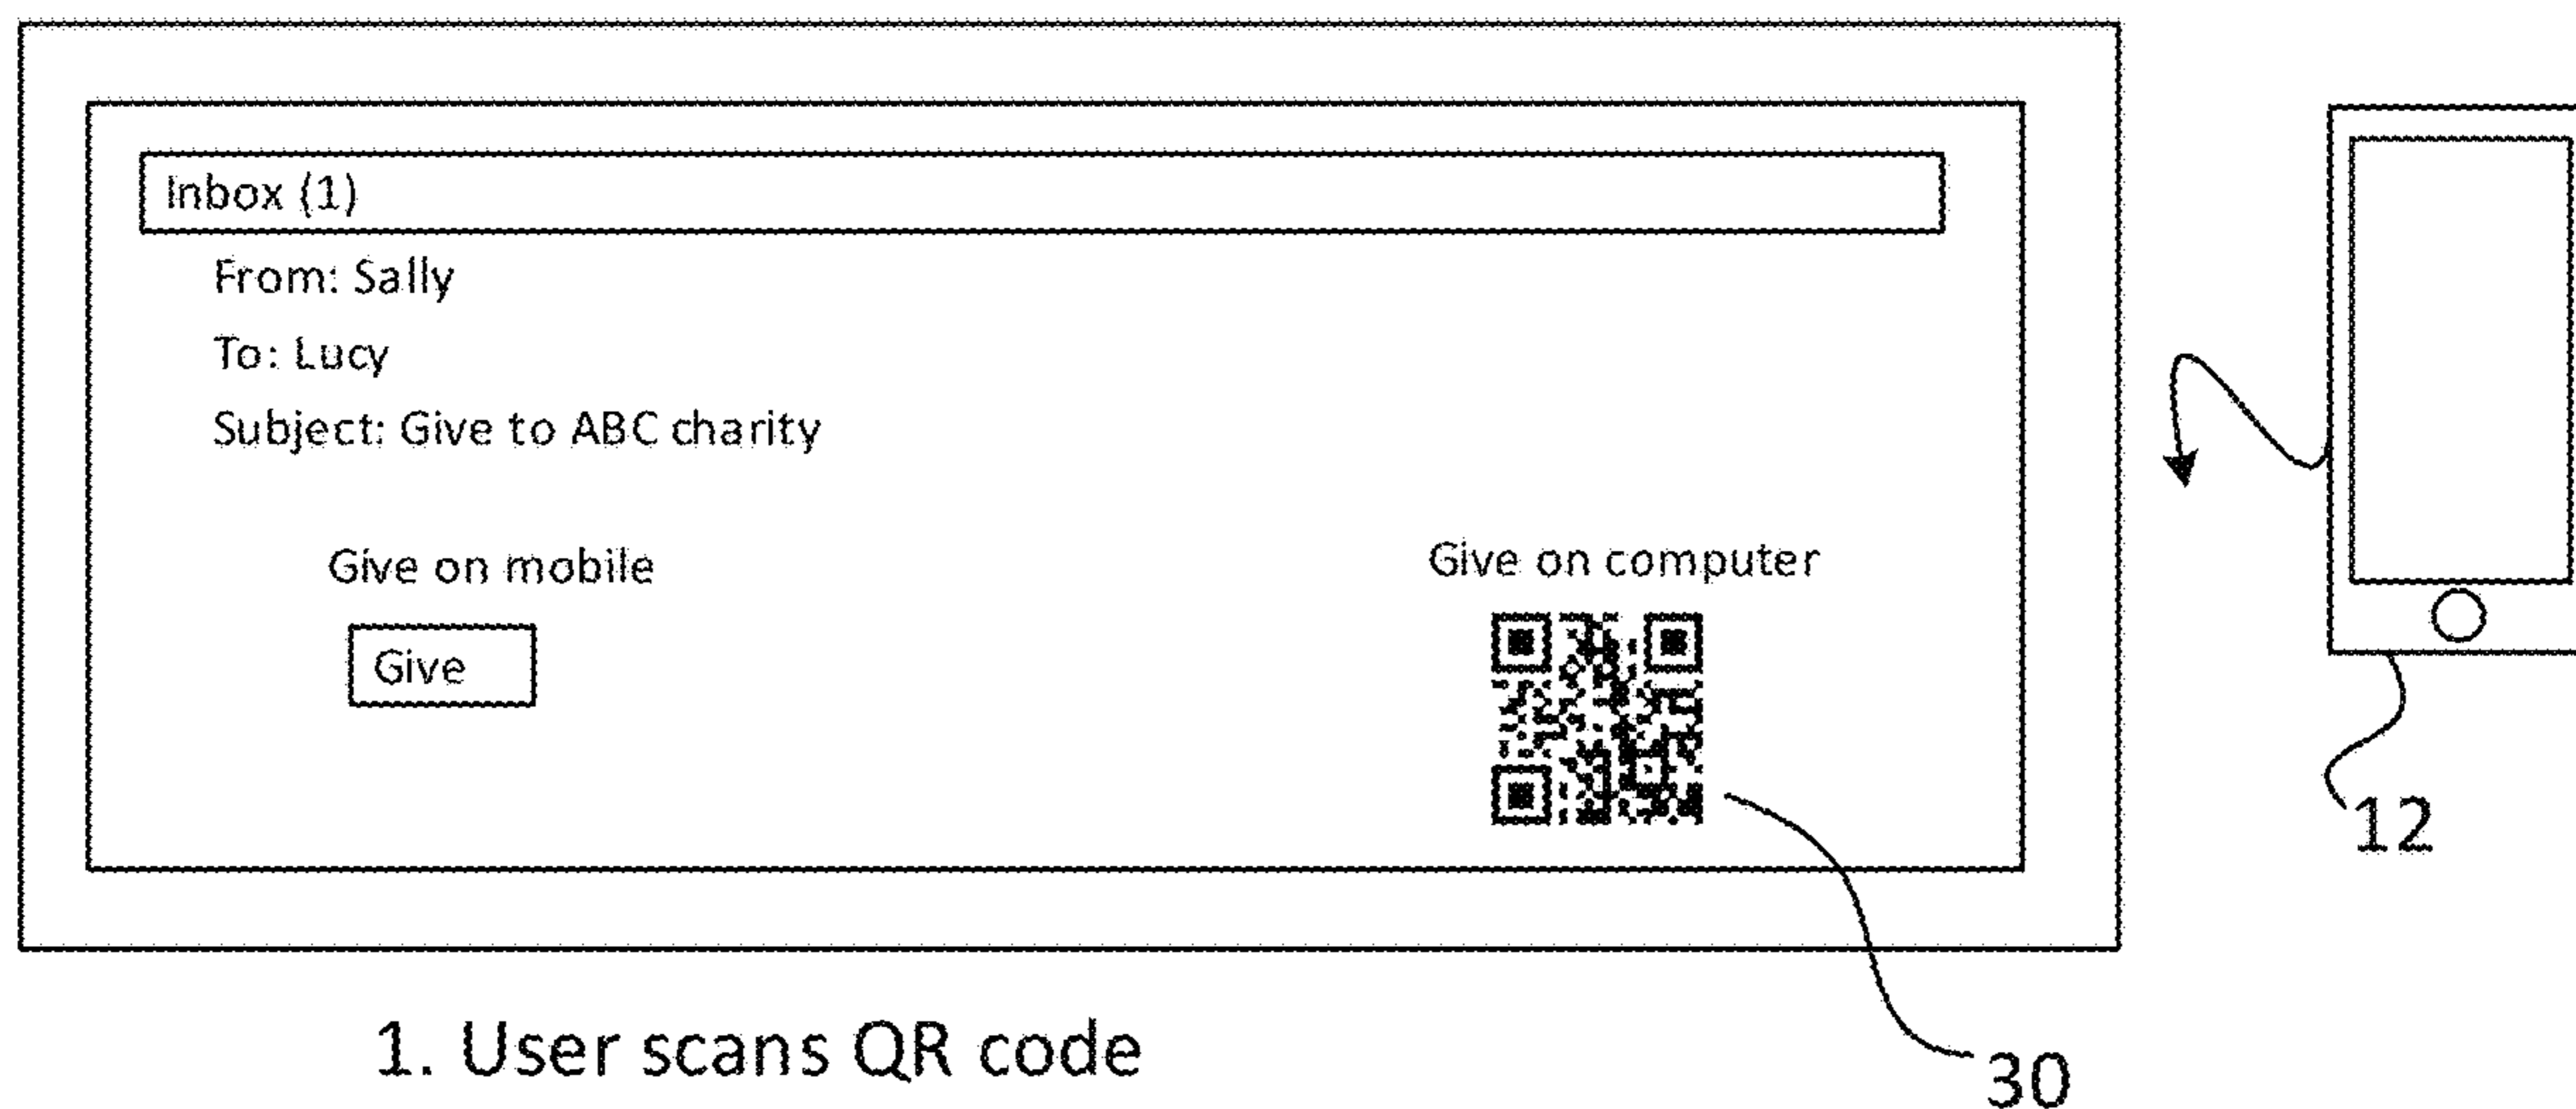 Inbox (1)
From: Sally
To: Lucy
Subject: Give to ABC charity
Give on mobile
Give on computer
Give
12
1. User scans QR code
30